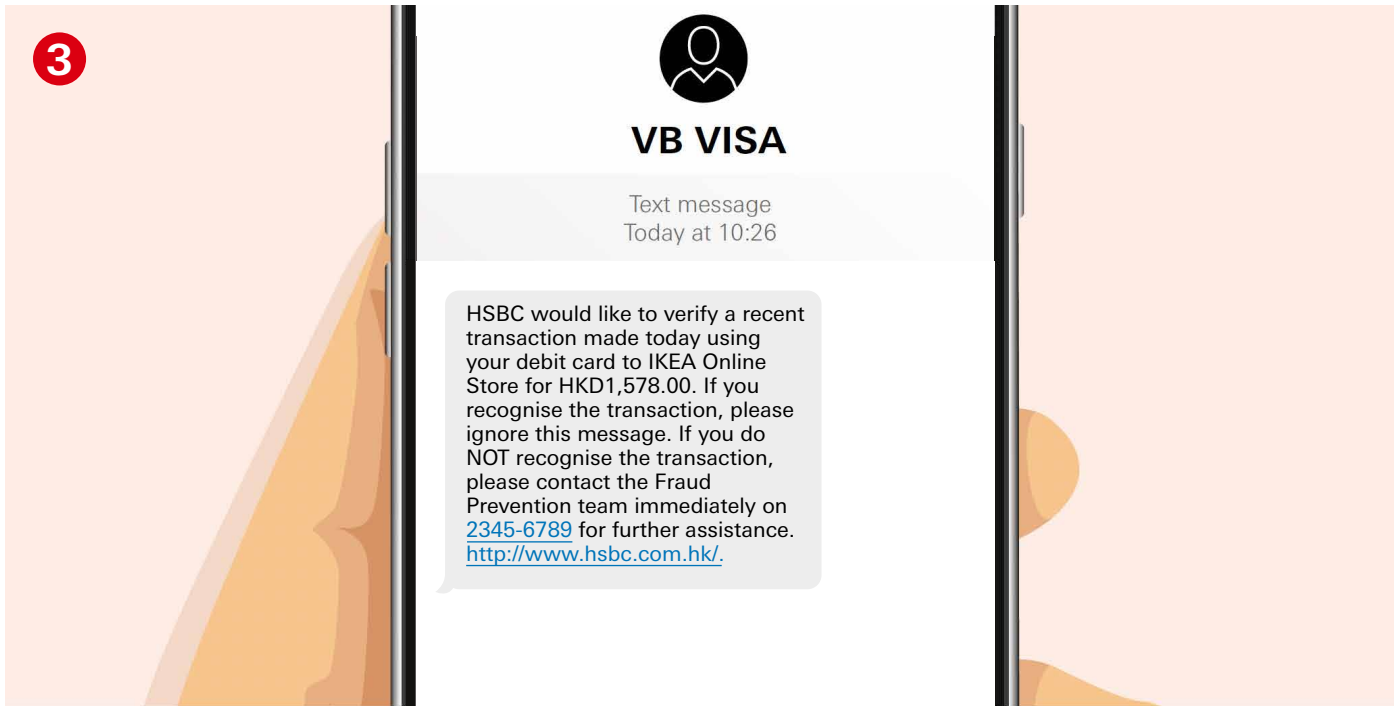 3
VB VISA
Text message
Today at 10:26
HSBC would like to verify a recent
transaction made today using
your debit card to IKEA Online
Store for HKD1,578.00. If you
recognise the transaction, please
ignore this message. If you do
NOT recognise the transaction,
please contact the Fraud
Prevention team immediately on
2345-6789 for further assistance.
http://www.hsbc.com.hk/.